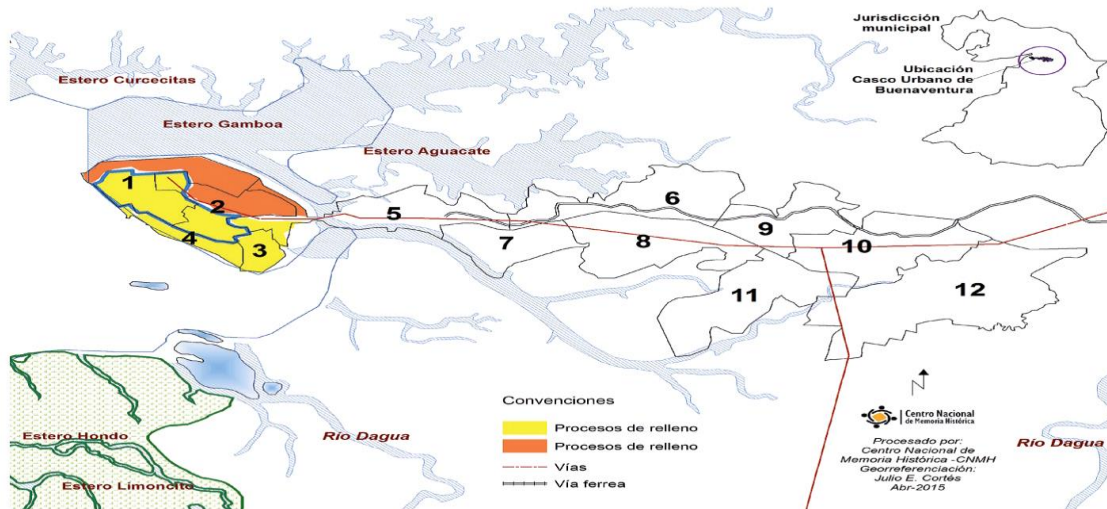 Jurisdicción
municipal
Ubicación
Casco Urbano de
Buenaventura
Estero Curcecitas
Estero Gamboa
Estero Aguacate
1
2
3
4
5
6
7
8
9
10
11
12
Estero Hondo
Estero Limoncito
Río Dagua
Convenciones
Procesos de relleno
Procesos de relleno
Vías
Vía ferrea
N
Centro Nacional
de Memoria Histórica
Procesado por:
Centro Nacional de
Memoria Histórica -CNMH
Georreferenciación:
Julio E. Cortés
Abr-2015
Río Dagua